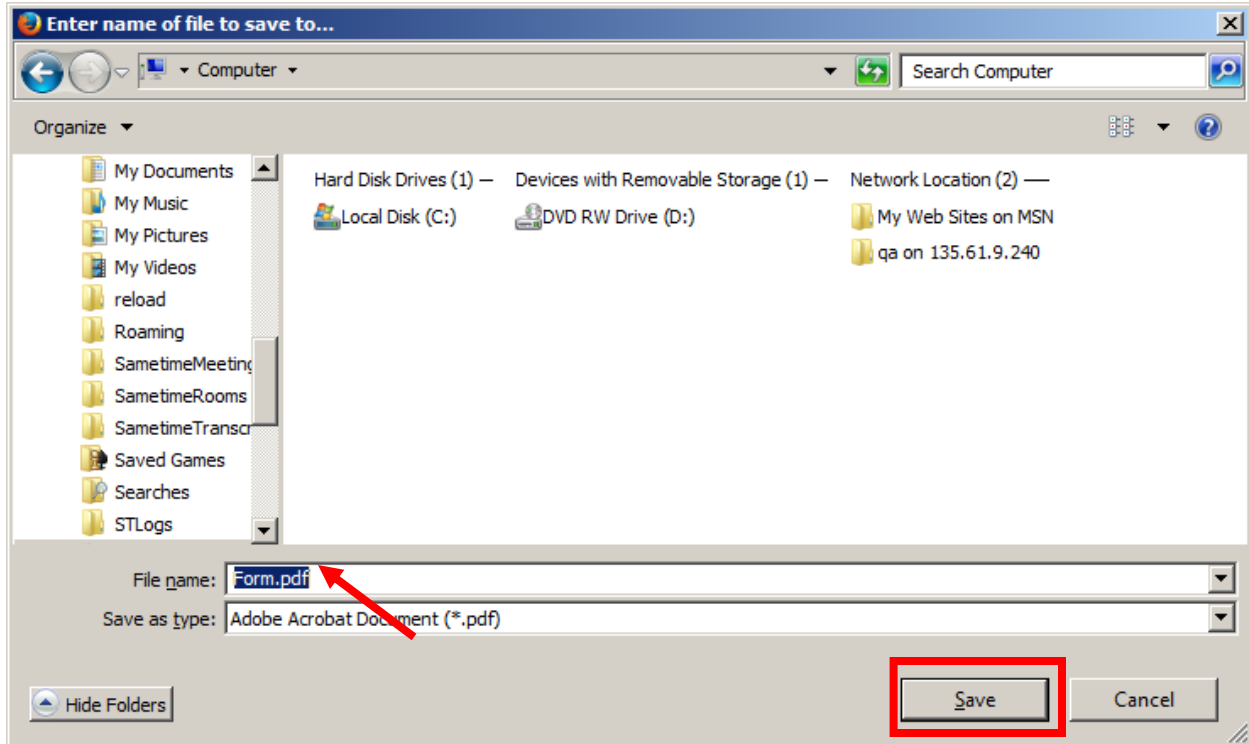 Enter name of file to save to...
Computer
Search Computer
Organize
My Documents
My Music
My Pictures
My Videos
reload
Roaming
SametimeMeeting
SametimeRooms
SametimeTranscr
Saved Games
Searches
STLogs
Hard Disk Drives (1)
Local Disk (C:)
Devices with Removable Storage (1)
DVD RW Drive (D:)
Network Location (2)
My Web Sites on MSN
qa on 135.61.9.240
File name: Form.pdf
Save as type: Adobe Acrobat Document (*.pdf)
Hide Folders
Save
Cancel